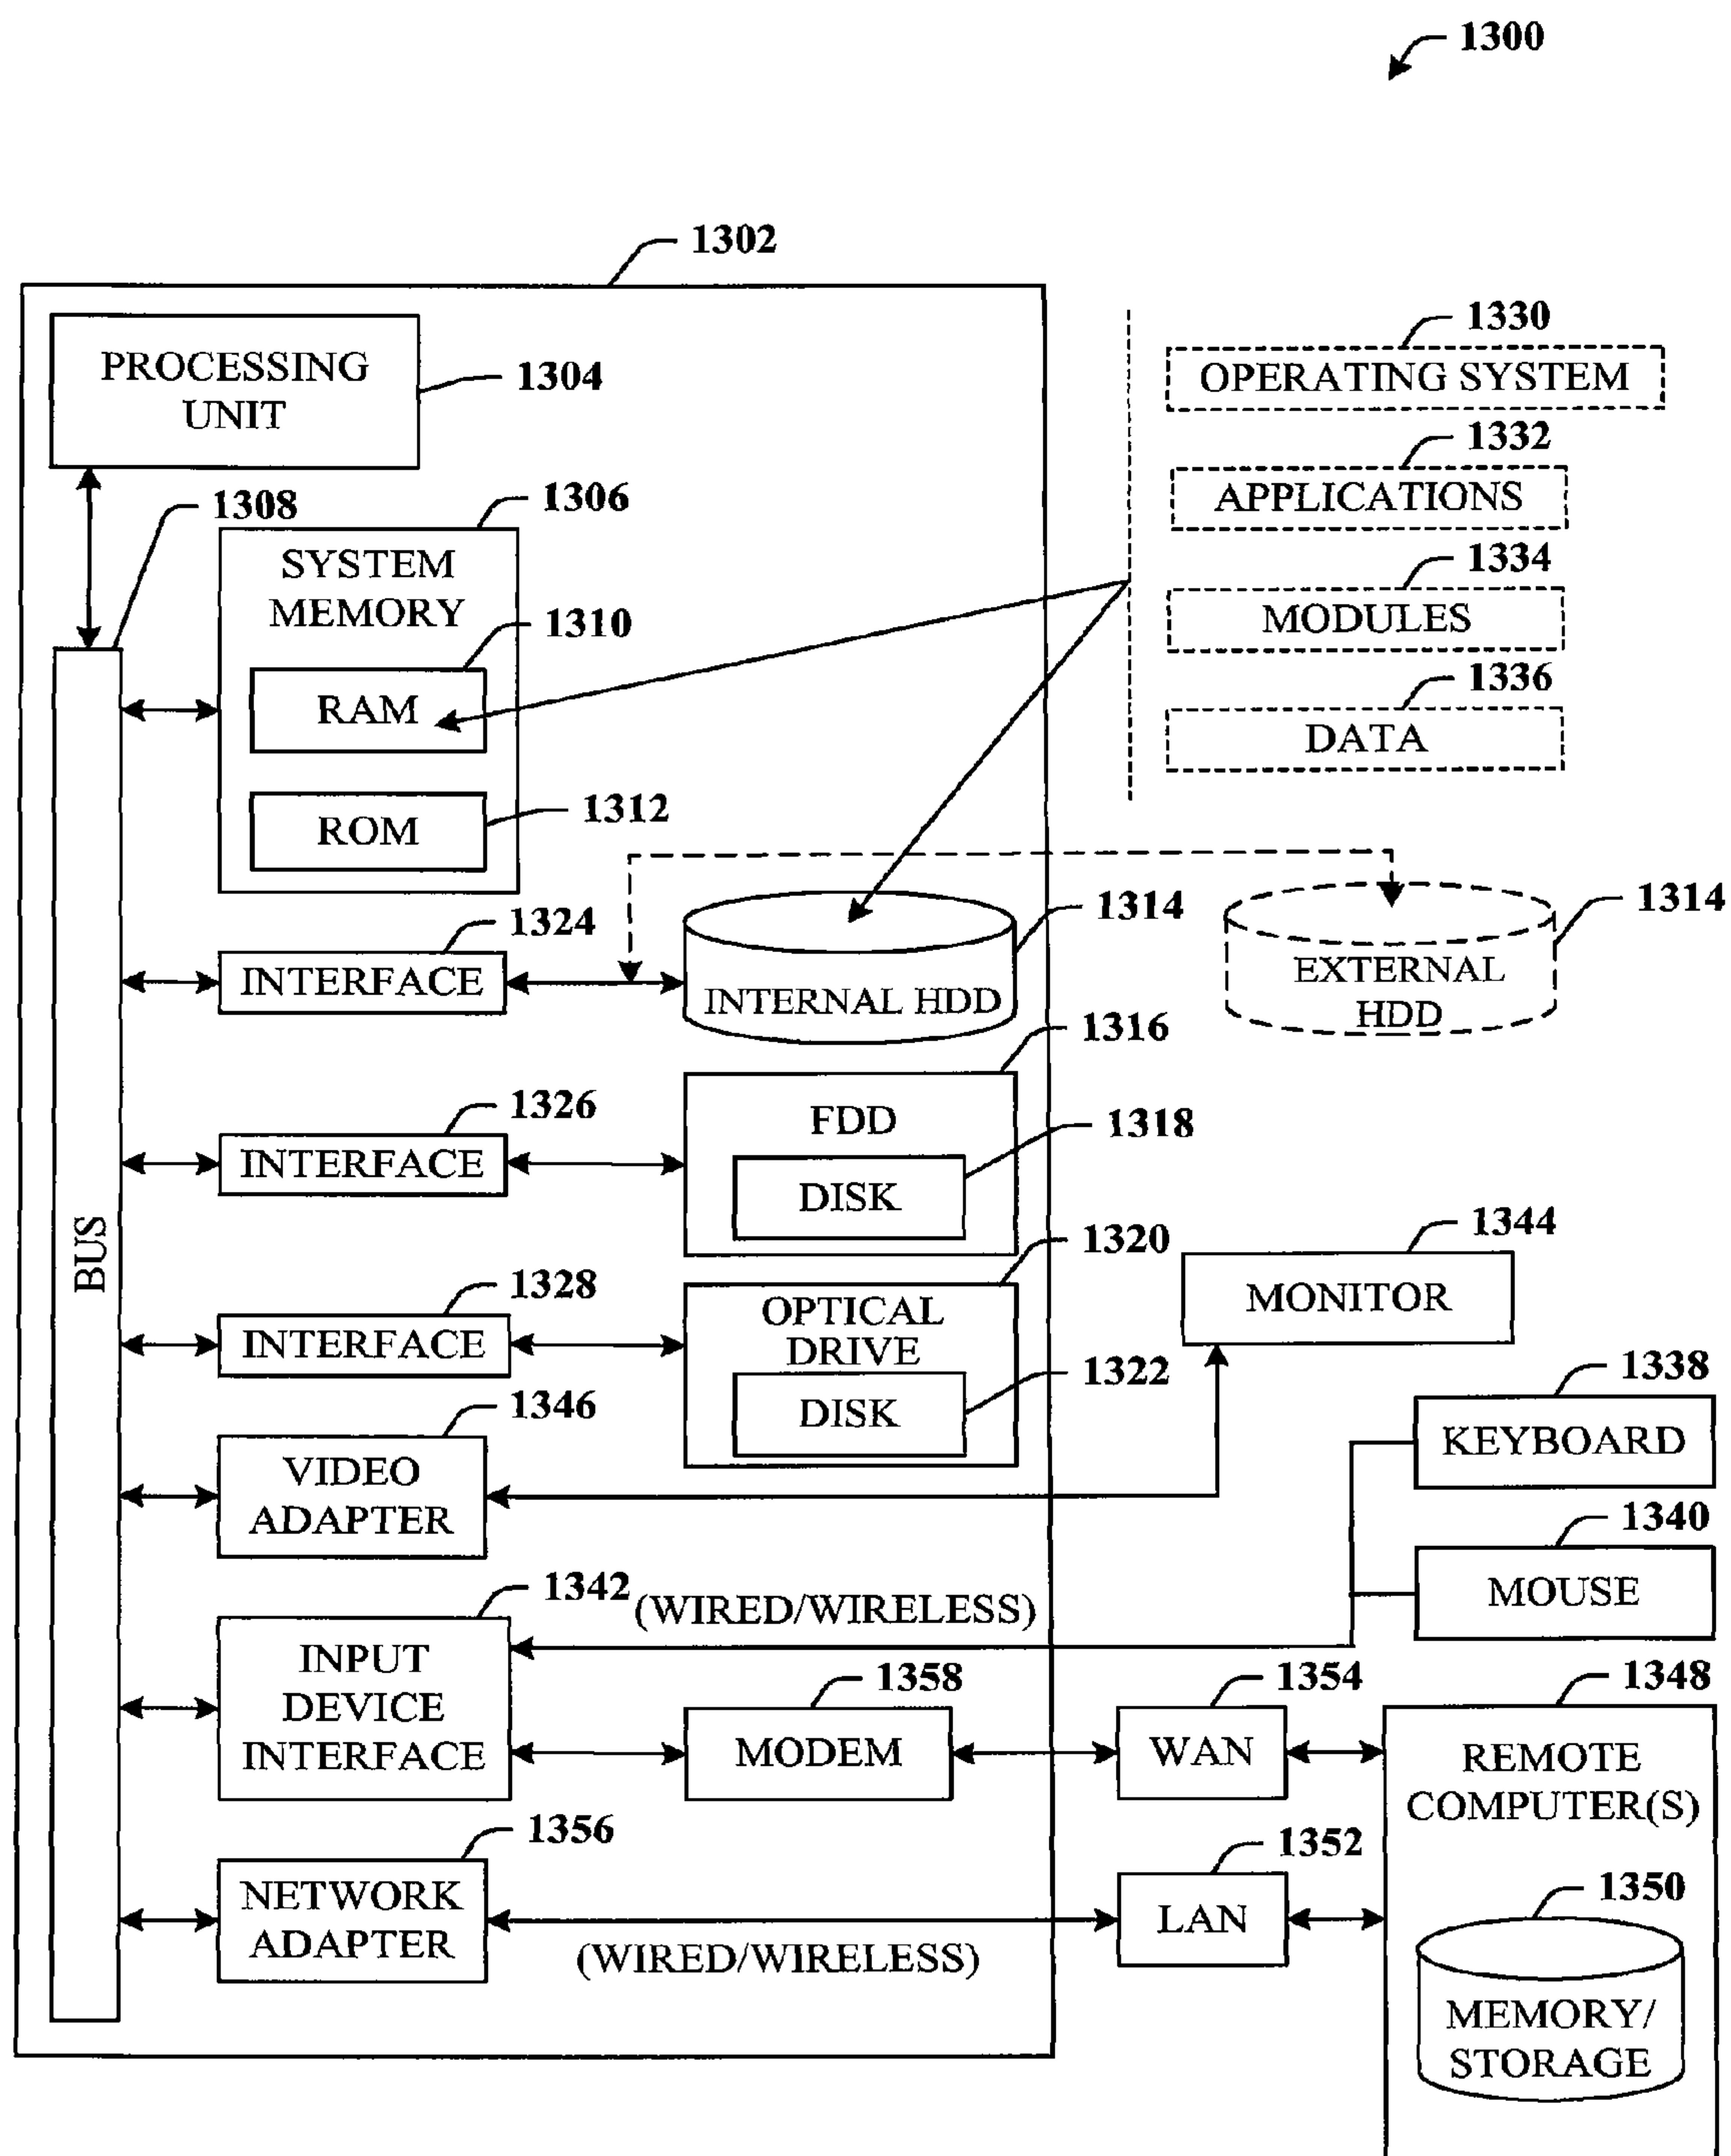 1300
1302
PROCESSING
UNIT
1304
1308
1306
SYSTEM
MEMORY
1310
RAM
1312
ROM
BUS
1330
OPERATING SYSTEM
1332
APPLICATIONS
1334
MODULES
1336
DATA
1324
INTERFACE
1314
INTERNAL HDD
1314
EXTERNAL
HDD
1326
INTERFACE
1316
FDD
1318
DISK
1328
INTERFACE
1320
OPTICAL
DRIVE
1322
DISK
1344
MONITOR
1346
VIDEO
ADAPTER
1338
KEYBOARD
1340
MOUSE
1342
(WIRED/WIRELESS)
INPUT
DEVICE
INTERFACE
1358
MODEM
1354
WAN
1348
REMOTE
COMPUTER(S)
1356
NETWORK
ADAPTER
(WIRED/WIRELESS)
1352
LAN
1350
MEMORY/
STORAGE